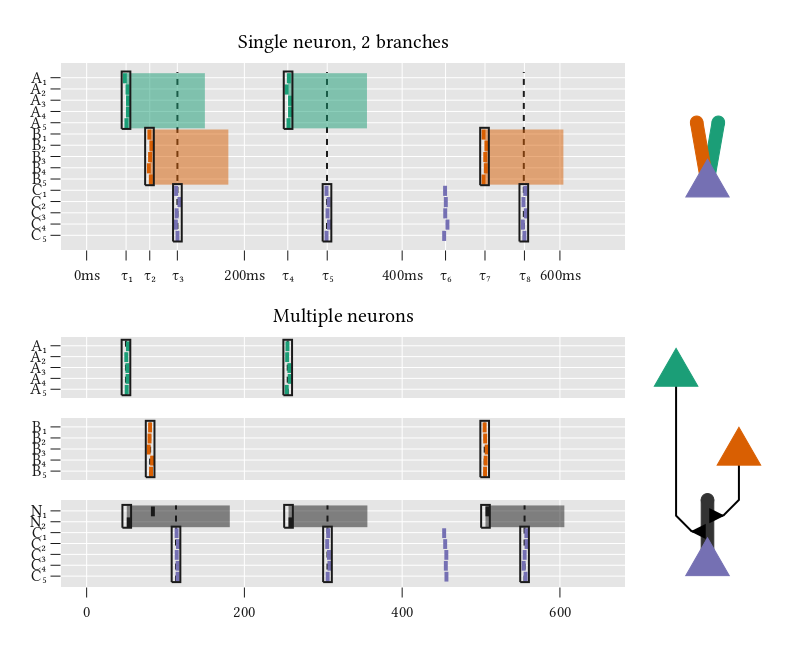 Single neuron, 2 branches
A₁
A₂
A₃
A₄
A₅
B₁
B₂
B₃
B₄
B₅
C₁
C₂
C₃
C₄
C₅
0ms τ₁ τ₂ τ₃ 200ms τ₄ τ₅ 400ms τ₆ τ₇ τ₈ 600ms
Multiple neurons
A₁
A₂
A₃
A₄
A₅
B₁
B₂
B₃
B₄
B₅
N₁
N₂
C₁
C₂
C₃
C₄
C₅
0 200 400 600